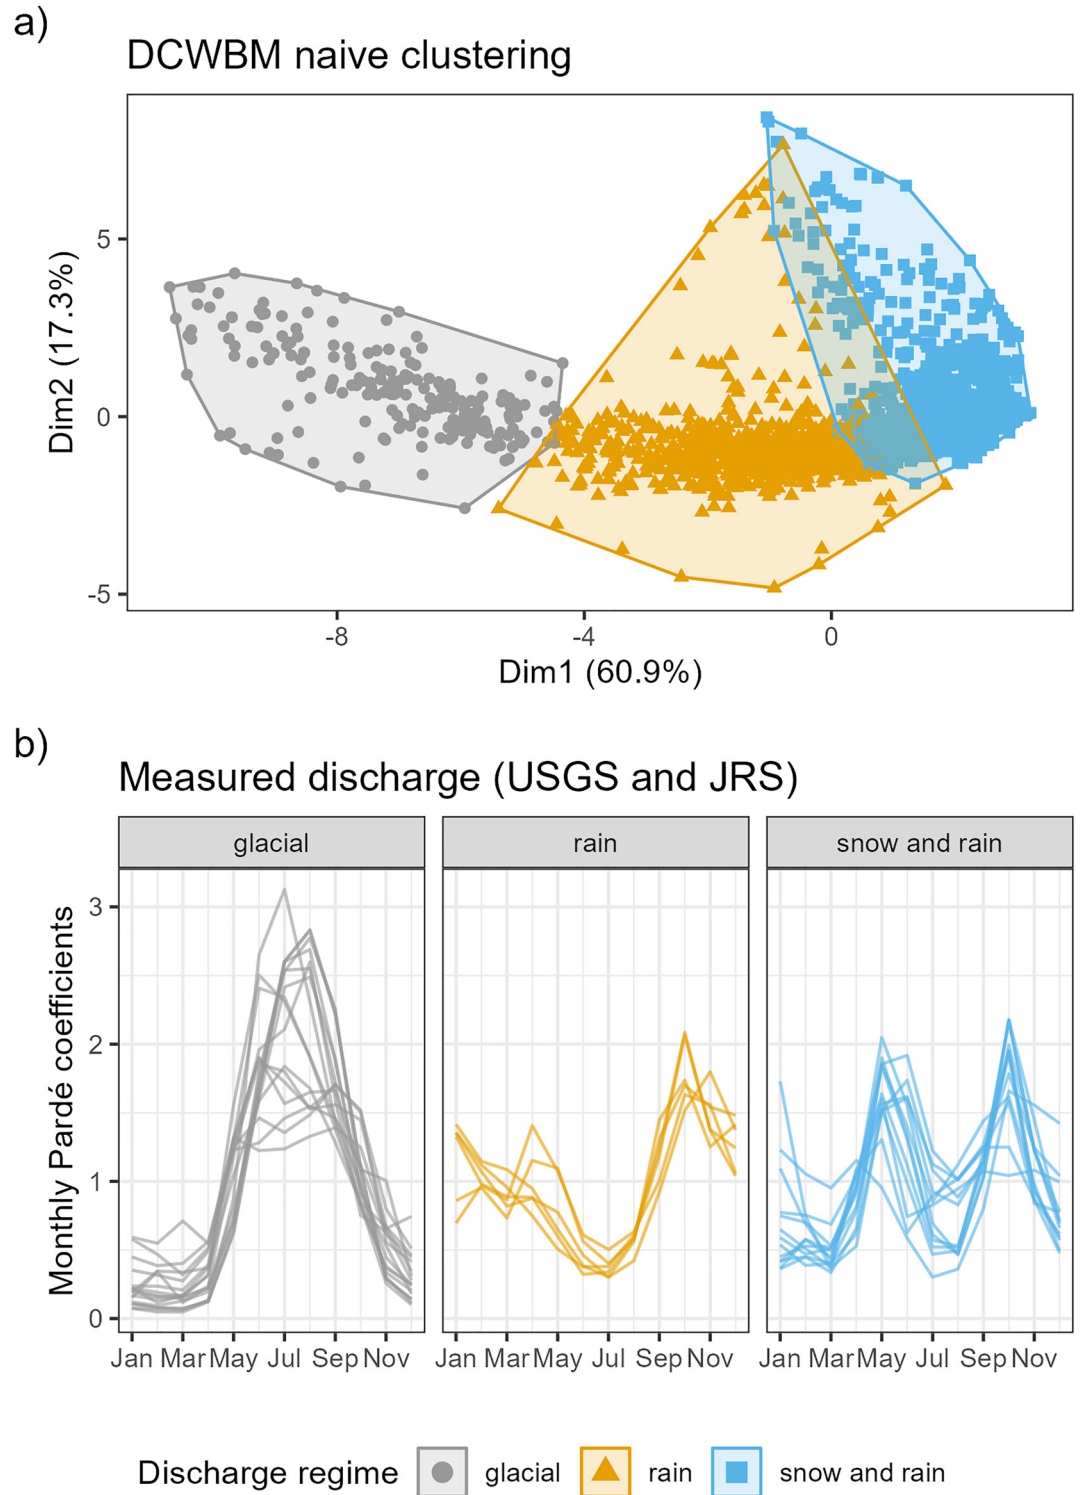 a)
DCWBM naive clustering
Dim2 (17.3%)
5
0
-5
-8 -4 0
Dim1 (60.9%)
b)
Measured discharge (USGS and JRS)
glacial rain snow and rain
Monthly Pardé coefficients
3
2
1
0
Jan Mar May Jul Sep Nov Jan Mar May Jul Sep Nov Jan Mar May Jul Sep Nov
Discharge regime glacial rain snow and rain